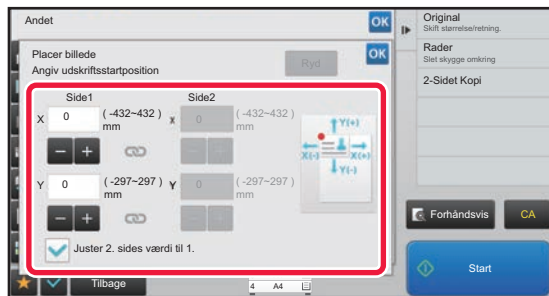 Andet
OK
Placer billede
Angiv udskriftsstartposition
Ryd
OK
Side1
Side2
X
0
( -432~432 )
mm
x
0
( -432~432 )
mm
Y
0
( -297~297 )
mm
Y
0
( -297~297 )
mm
Y(+)
X(-)
X(+)
Y(-)
Juster 2. sides værdi til 1.
Tilbage
4 A4
Original
Skift størrelse/retning.
Rader
Slet skygge omkring
2-Sidet Kopi
Forhåndsvis
CA
Start